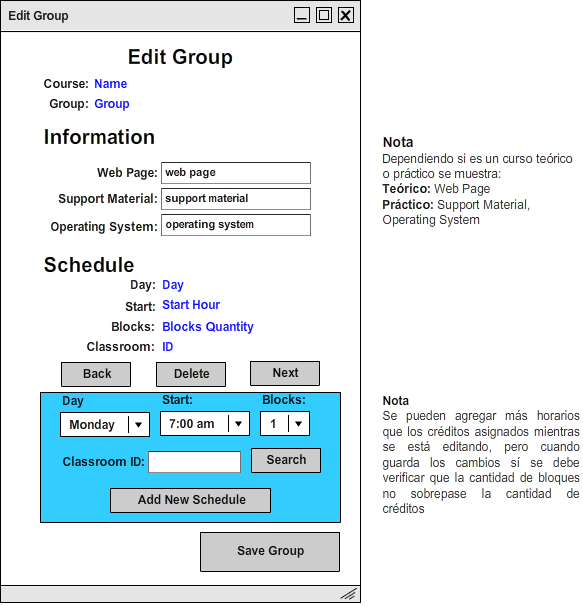 Edit Group
Edit Group
Course: Name
Group: Group
Information
Web Page: web page
Support Material: support material
Operating System: operating system
Schedule
Day: Day
Start: Start Hour
Blocks: Blocks Quantity
Classroom: ID
Back Delete Next
Day Start: Blocks:
Monday 7:00 am 1
Classroom ID: Search
Add New Schedule
Save Group
Nota
Dependiendo si es un curso teórico
o práctico se muestra:
Teórico: Web Page
Práctico: Support Material,
Operating System
Nota
Se pueden agregar más horarios
que los créditos asignados mientras
se está editando, pero cuando
guarda los cambios sí se debe
verificar que la cantidad de bloques
no sobrepase la cantidad de
créditos